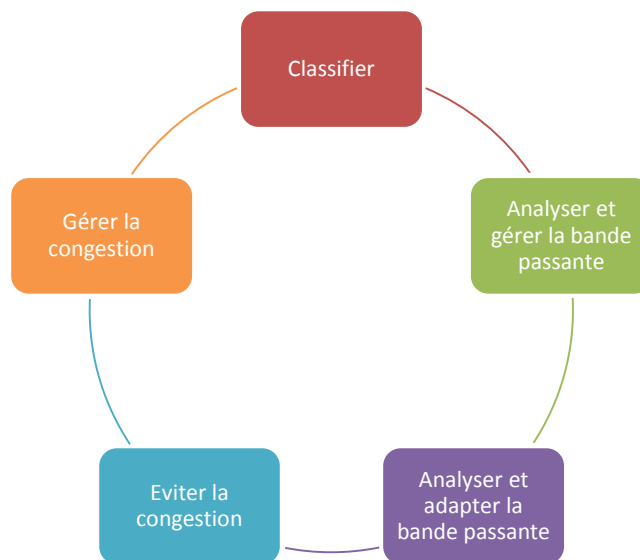 Classifier
Analyser et
gérer la bande
passante
Analyser et
adapter la
bande passante
Eviter la
congestion
Gérer la
congestion